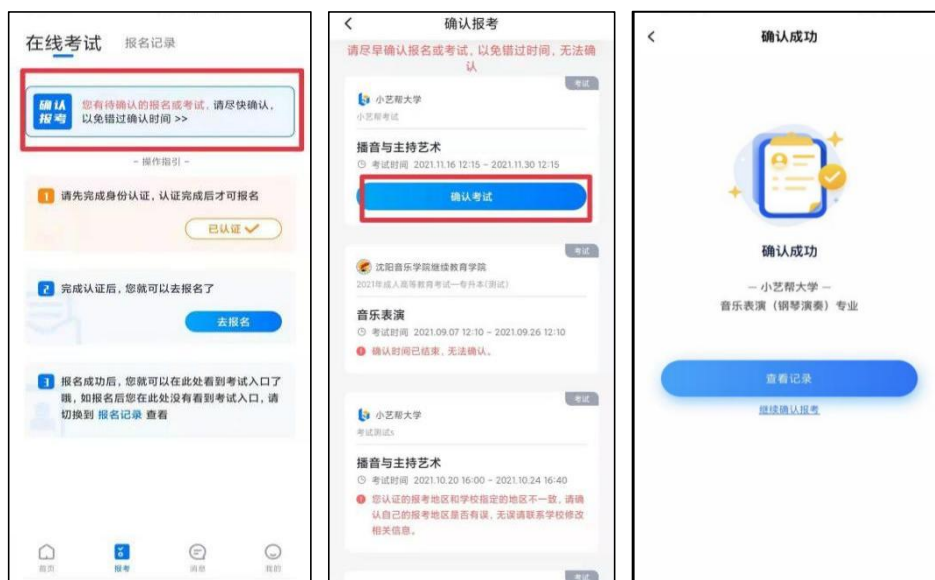 在线考试 报名记录
确认
报考
您有待确认的报名或考试，请尽快确认，
以免错过确认时间 >>
- 操作指引 -
1 请先完成身份认证，认证完成后才可报名
已认证
2 完成认证后，您就可以去报名了
去报名
3 报名成功后，您就可以在此处看到考试入口了
哦，如报名后您在此处没有看到考试入口，请
切换到 报名记录 查看
首页 报考 消息 我的
确认报考
请尽早确认报名或考试，以免错过时间，无法确
认
考试
小艺帮大学
小艺帮考试
播音与主持艺术
考试时间 2021.11.16 12:15 - 2021.11.30 12:15
确认考试
考试
沈阳音乐学院继续教育学院
2021年成人高等教育考试—专升本(测试)
音乐表演
考试时间 2021.09.07 12:10 - 2021.09.26 12:10
确认时间已结束，无法确认。
考试
小艺帮大学
考试测试s
播音与主持艺术
考试时间 2021.10.20 16:00 - 2021.10.24 16:40
您认证的报考地区和学校指定的地区不一致，请确
认自己的报考地区是否有误，无误请联系学校修改
相关信息。
考试
确认成功
确认成功
— 小艺帮大学 —
音乐表演（钢琴演奏）专业
查看记录
继续确认报考